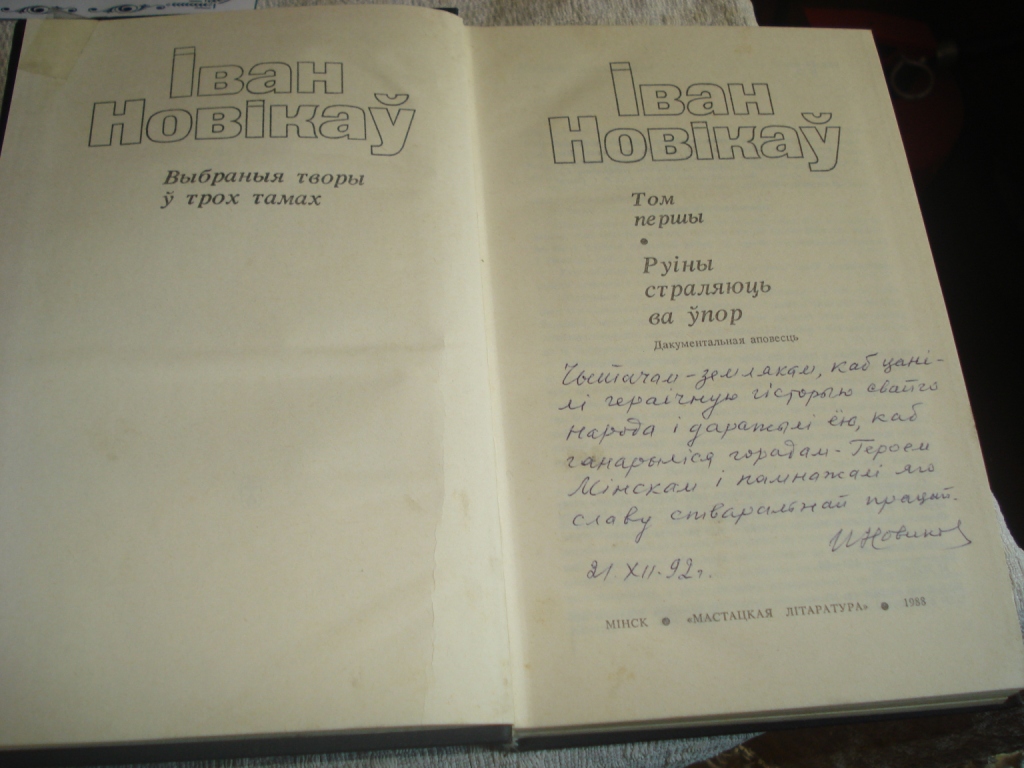 Іван
Новікаў
Выбраныя творы
ў трох тамах
Іван
Новікаў
Том
першы
•
Руіны
страляюць
ва ўпор
Дакументальная аповесць
Чытачам-землякам, каб цані-
лі гераічную гісторыю свайго
народа і даражылі ёю, каб
ганарыліся горадам-Героем
Мінскам і памнажалі яго
славу стваральнай працай.
ИНовиков
21.XII-92г.
МІНСК • «МАСТАЦКАЯ ЛІТАРАТУРА» • 1988